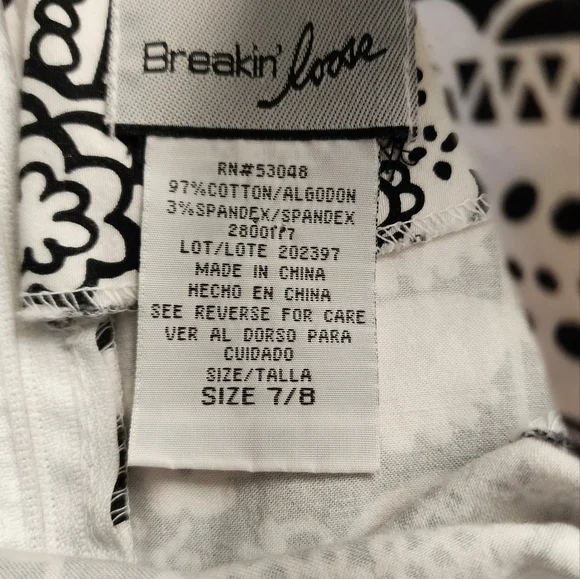 Breakin' loose
RN#53048
97%COTTON/ALGODON
3%SPANDEX/SPANDEX
LOT/LOTE 202397
MADE IN CHINA
HECHO EN CHINA
SEE REVERSE FOR CARE
VER AL DORSO PARA
CUIDADO
SIZE/TALLA
SIZE 7/8